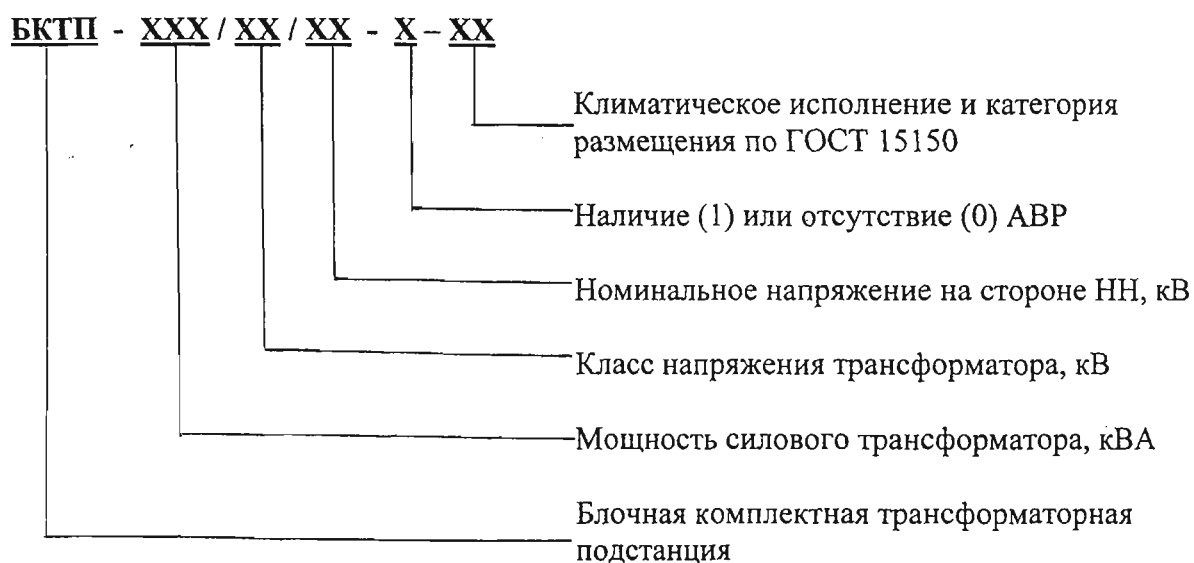 БКТП - ХХХ / ХХ / ХХ - Х – ХХ
Климатическое исполнение и категория
размещения по ГОСТ 15150
Наличие (1) или отсутствие (0) АВР
Номинальное напряжение на стороне НН, кВ
Класс напряжения трансформатора, кВ
Мощность силового трансформатора, кВА
Блочная комплектная трансформаторная
подстанция